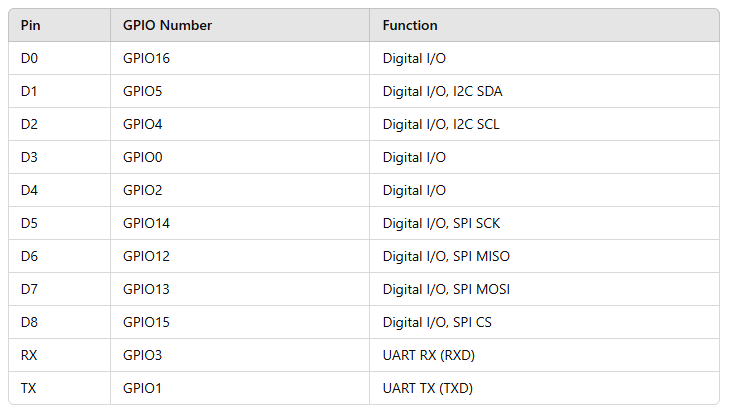 Pin GPIO Number Function
D0 GPIO16 Digital I/O
D1 GPIO5 Digital I/O, I2C SDA
D2 GPIO4 Digital I/O, I2C SCL
D3 GPIO0 Digital I/O
D4 GPIO2 Digital I/O
D5 GPIO14 Digital I/O, SPI SCK
D6 GPIO12 Digital I/O, SPI MISO
D7 GPIO13 Digital I/O, SPI MOSI
D8 GPIO15 Digital I/O, SPI CS
RX GPIO3 UART RX (RXD)
TX GPIO1 UART TX (TXD)